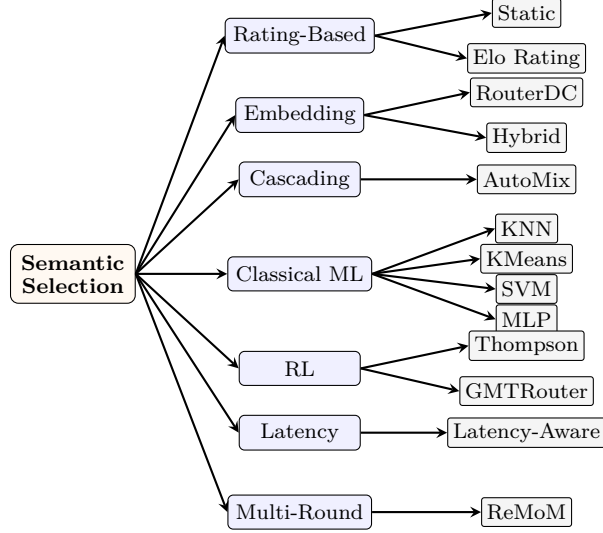 Semantic
Selection
Rating-Based
Static
Elo Rating
Embedding
RouterDC
Hybrid
Cascading
AutoMix
Classical ML
KNN
KMeans
SVM
MLP
RL
Thompson
GMTRouter
Latency
Latency-Aware
Multi-Round
ReMoM